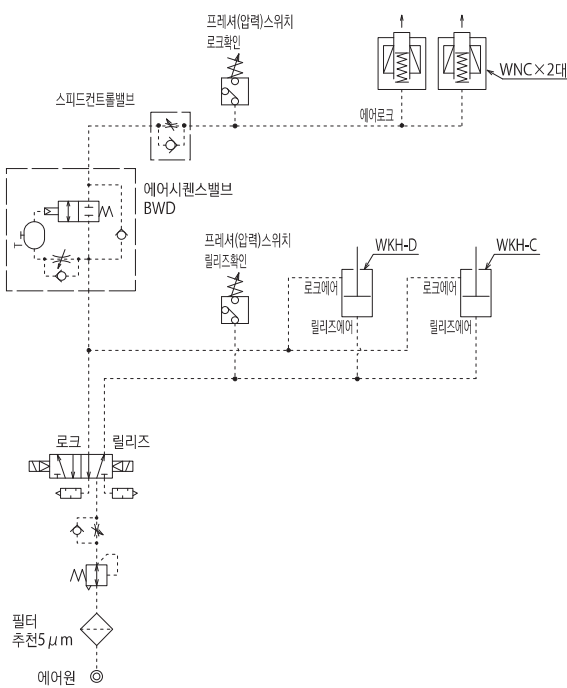 프레셔(압력)스위치
로크확인
WNC×2대
스피드컨트롤밸브
에어로크
에어시퀜스밸브
BWD
프레셔(압력)스위치
릴리즈확인
WKH-D
WKH-C
로크에어
로크에어
릴리즈에어
릴리즈에어
로크
릴리즈
필터
추천5μm
에어원